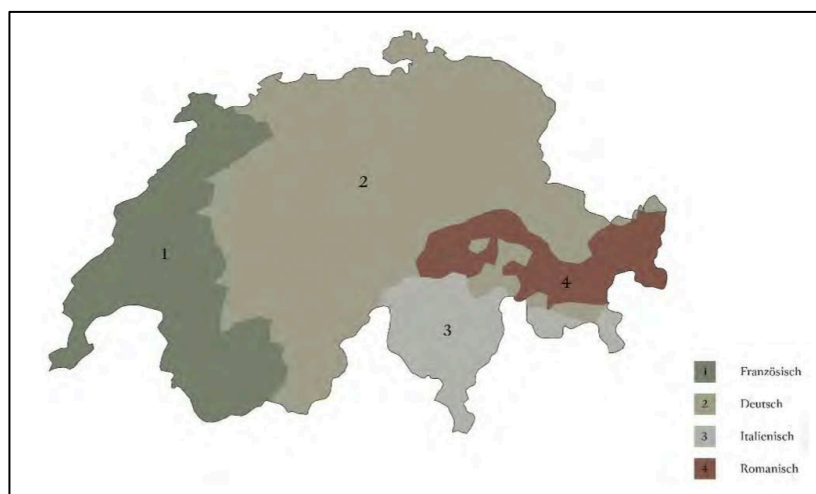 2
1
4
3
1 Französisch
2 Deutsch
3 Italienisch
4 Romanisch